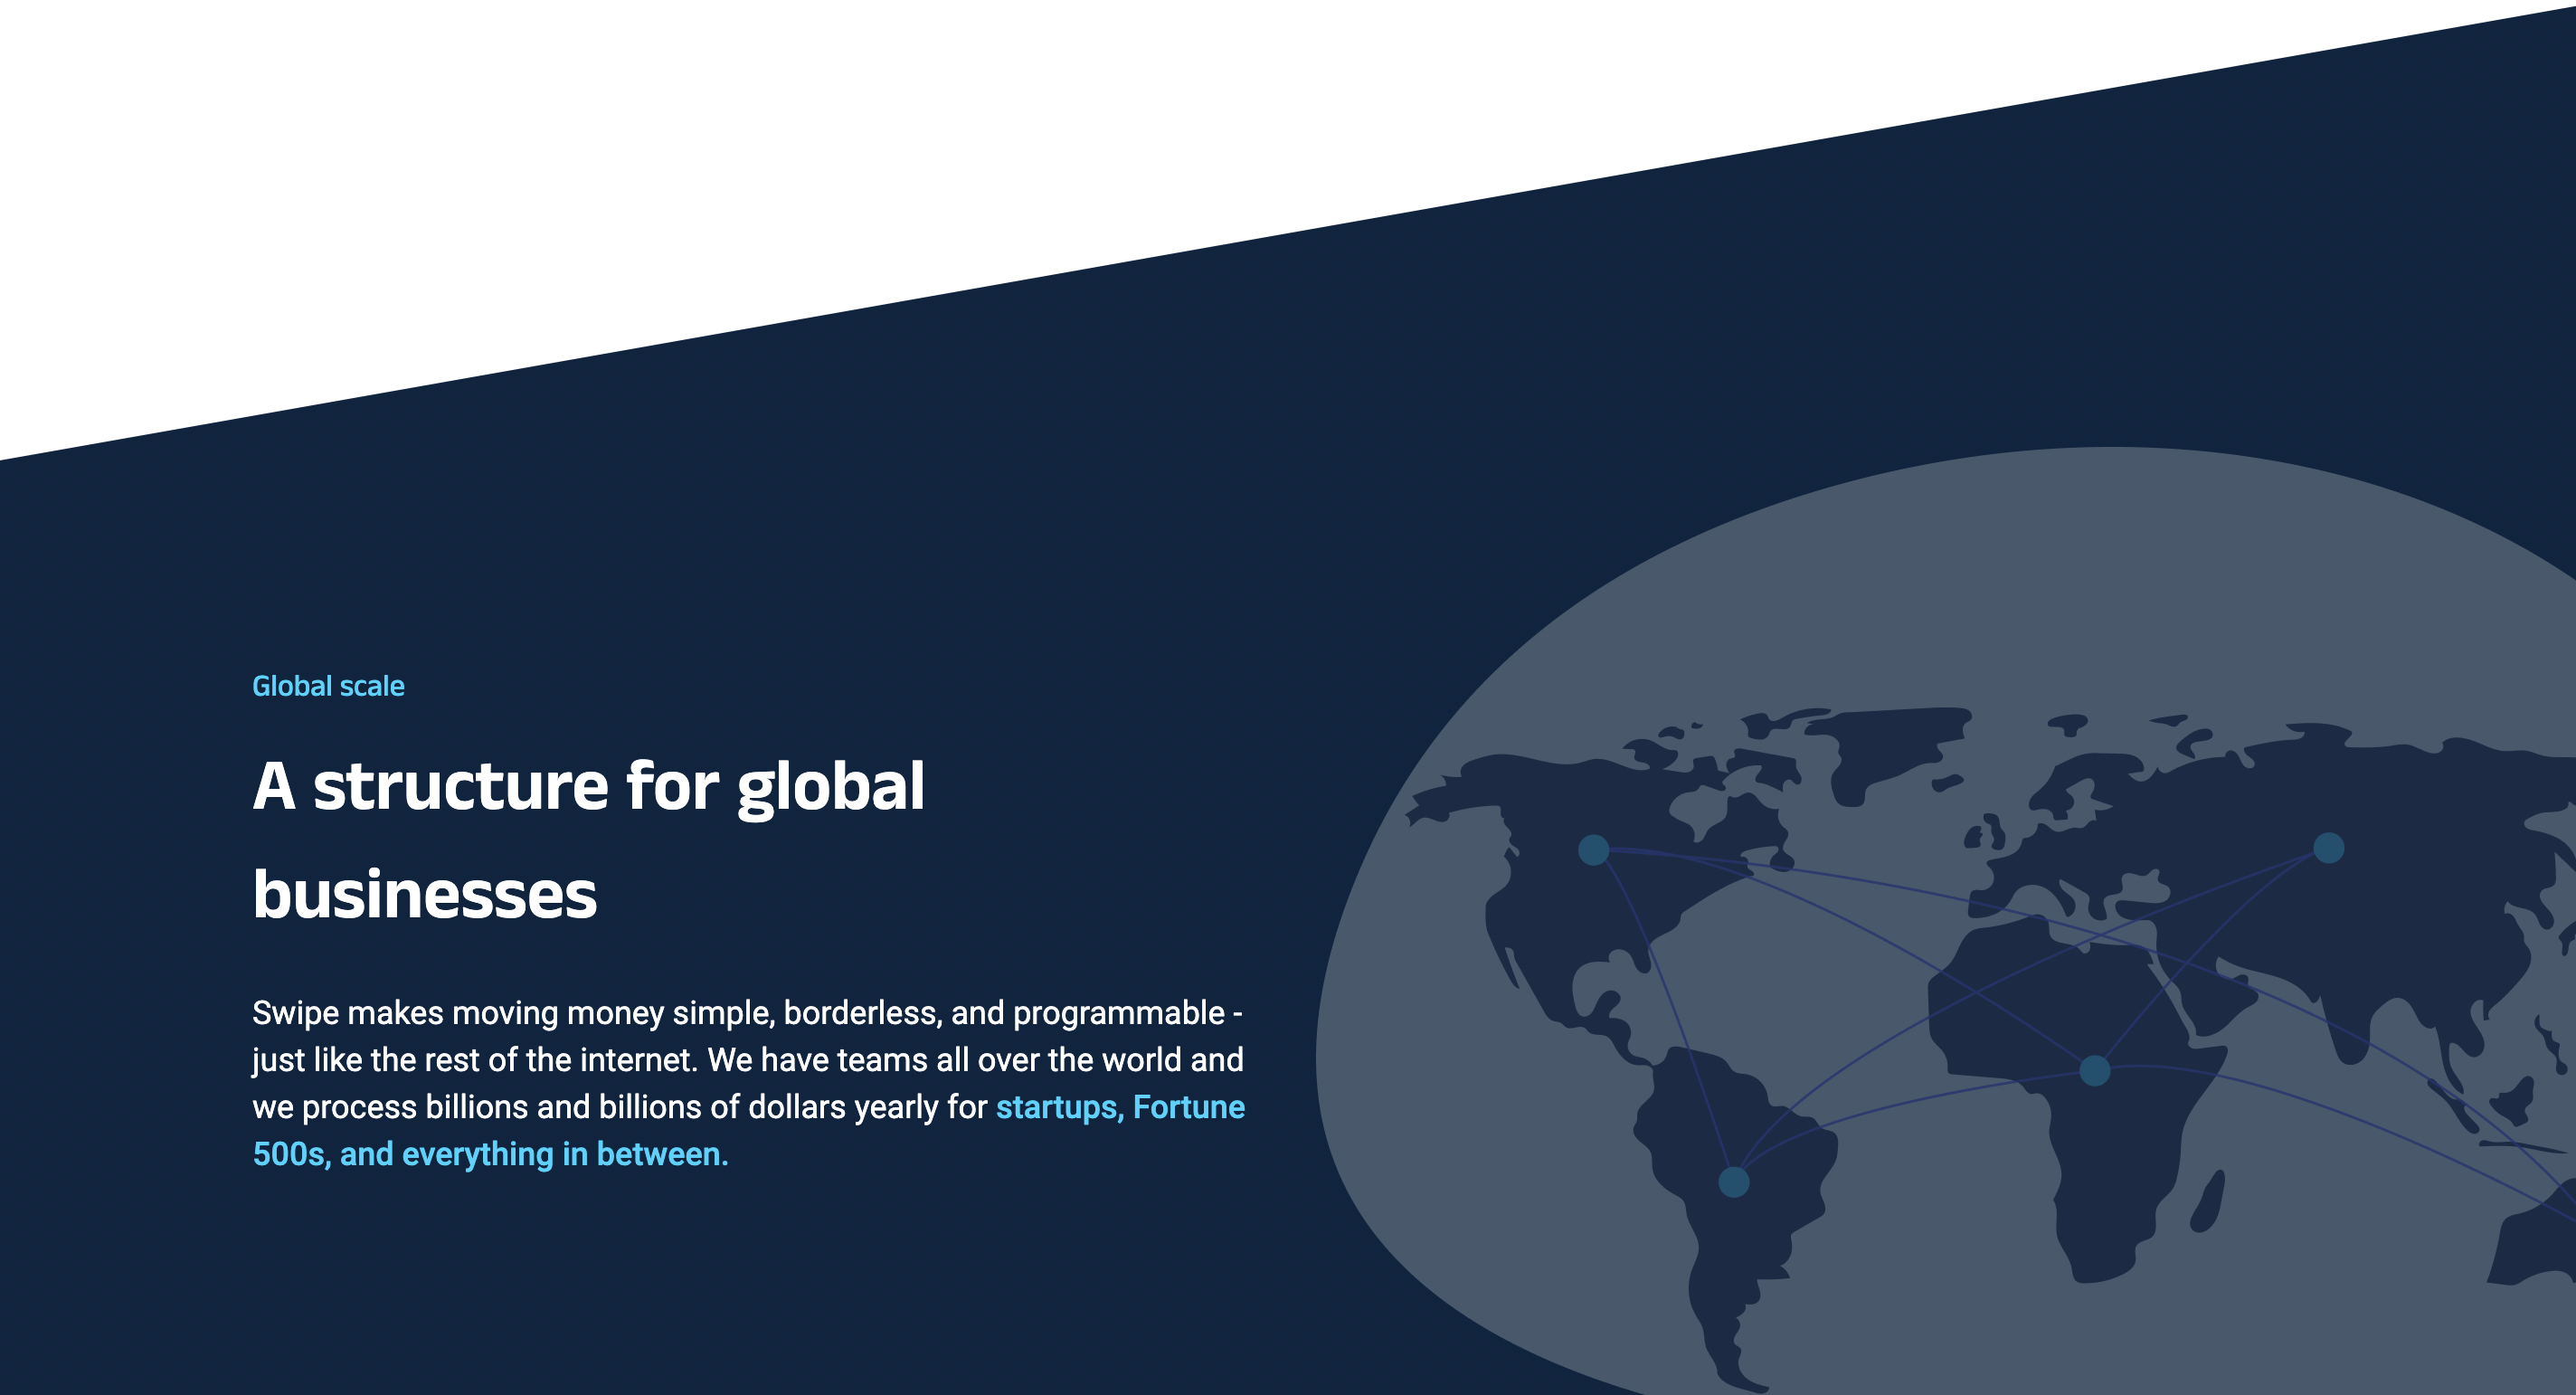 Global scale
A structure for global
businesses
Swipe makes moving money simple, borderless, and programmable -
just like the rest of the internet. We have teams all over the world and
we process billions and billions of dollars yearly for startups, Fortune
500s, and everything in between.